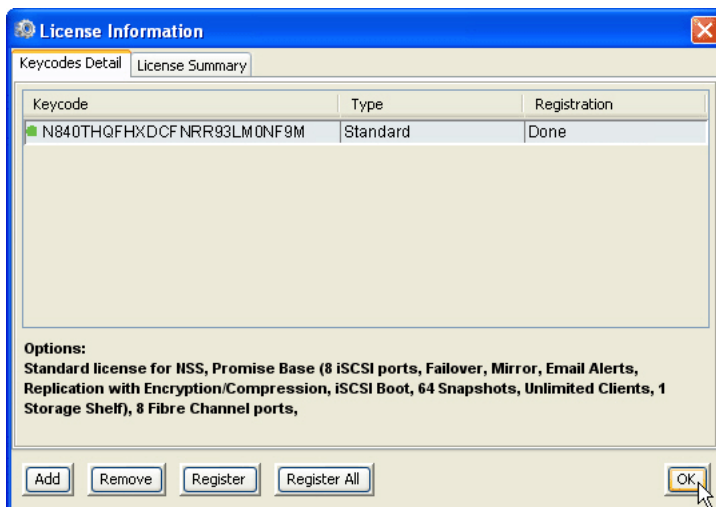 License Information
Keycodes Detail License Summary
Keycode Type Registration
N840THQFHXDCFNRR93LM0NF9M Standard Done
Options:
Standard license for NSS, Promise Base (8 iSCSI ports, Failover, Mirror, Email Alerts,
Replication with Encryption/Compression, iSCSI Boot, 64 Snapshots, Unlimited Clients, 1
Storage Shelf), 8 Fibre Channel ports,
Add Remove Register Register All OK